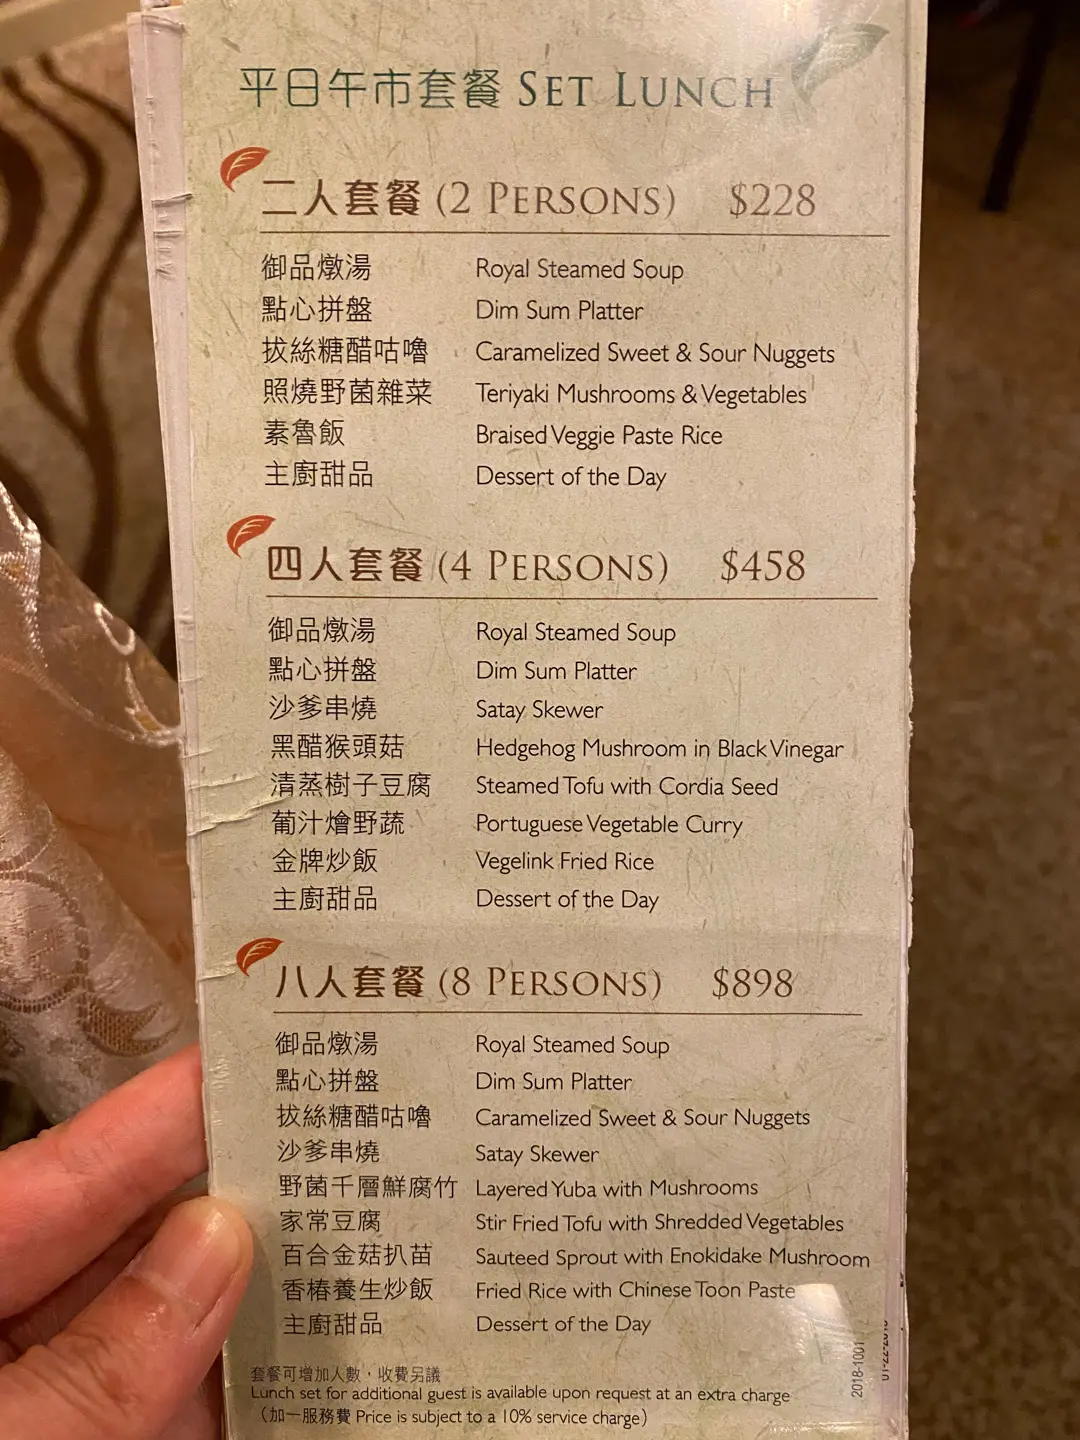 平日午市套餐 SET LUNCH
二人套餐 (2 PERSONS) $228
御品燉湯 Royal Steamed Soup
點心拼盤 Dim Sum Platter
拔絲糖醋咕嚕 Caramelized Sweet & Sour Nuggets
照燒野菌雜菜 Teriyaki Mushrooms & Vegetables
素魯飯 Braised Veggie Paste Rice
主廚甜品 Dessert of the Day
四人套餐 (4 PERSONS) $458
御品燉湯 Royal Steamed Soup
點心拼盤 Dim Sum Platter
沙爹串燒 Satay Skewer
黑醋猴頭菇 Hedgehog Mushroom in Black Vinegar
清蒸樹子豆腐 Steamed Tofu with Cordia Seed
葡汁燴野蔬 Portuguese Vegetable Curry
金牌炒飯 Vegelink Fried Rice
主廚甜品 Dessert of the Day
八人套餐 (8 PERSONS) $898
御品燉湯 Royal Steamed Soup
點心拼盤 Dim Sum Platter
拔絲糖醋咕嚕 Caramelized Sweet & Sour Nuggets
沙爹串燒 Satay Skewer
野菌千層鮮腐竹 Layered Yuba with Mushrooms
家常豆腐 Stir Fried Tofu with Shredded Vegetables
百合金菇扒苗 Sauteed Sprout with Enokidake Mushroom
香椿養生炒飯 Fried Rice with Chinese Toon Paste
主廚甜品 Dessert of the Day
套餐可增加人數，收費另議
Lunch set for additional guest is available upon request at an extra charge
（加一服務費 Price is subject to a 10% service charge）
2018-1001